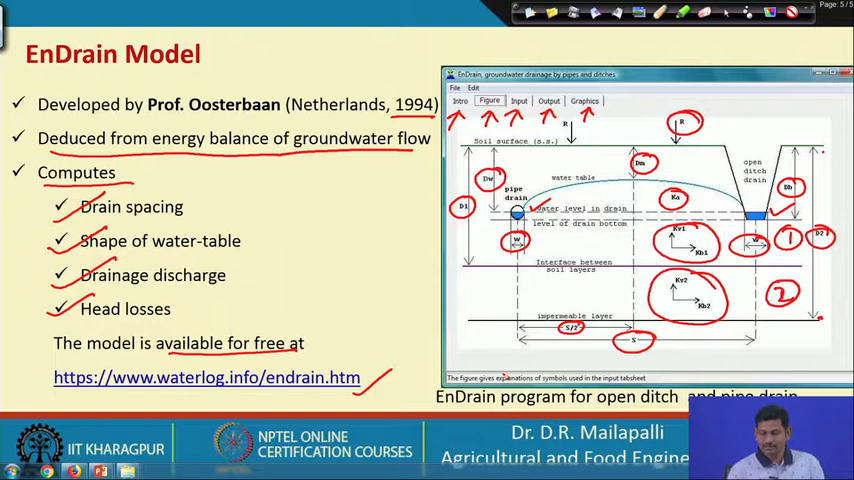 Page: 5 / 5
EnDrain Model
✓ Developed by Prof. Oosterbaan (Netherlands, 1994)
✓ Deduced from energy balance of groundwater flow
✓ Computes
✓ Drain spacing
✓ Shape of water-table
✓ Drainage discharge
✓ Head losses
The model is available for free at
https://www.waterlog.info/endrain.htm
EnDrain, groundwater drainage by pipes and ditches
File Edit
Intro Figure Input Output Graphics
R R
Soil surface (s.s.)
Dm
open
ditch
drain
Dw
water table
pipe
drain
Db
D1
Ka
water level in drain
level of drain bottom
W
Kv1
Kb1
W
1
D2
Interface between
soil layers
Kv2
Kb2
2
impermeable layer
S/2
S
The figure gives explanations of symbols used in the input tabsheet
EnDrain program for open ditch and pipe drain
IIT KHARAGPUR
NPTEL ONLINE
CERTIFICATION COURSES
Dr. D.R. Mailapalli
Agricultural and Food Engine